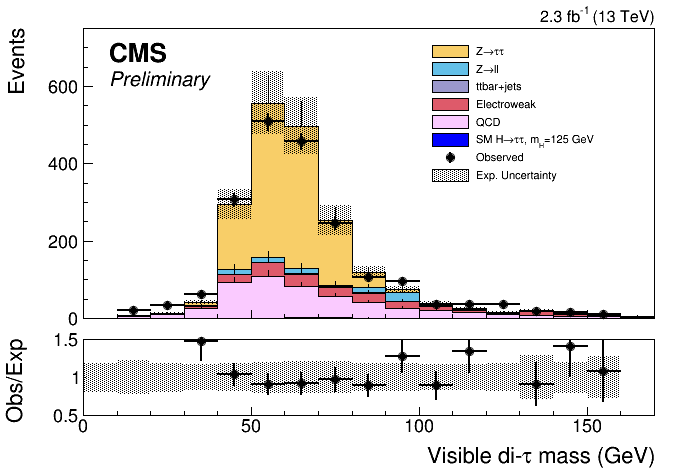 2.3 fb⁻¹ (13 TeV)
Events
CMS
Preliminary
Z→ττ
Z→ll
ttbar+jets
Electroweak
QCD
SM H→ττ, m_H=125 GeV
Observed
Exp. Uncertainty
600
400
200
0
Obs/Exp
1.5
1
0.5
0 50 100 150
Visible di-τ mass (GeV)